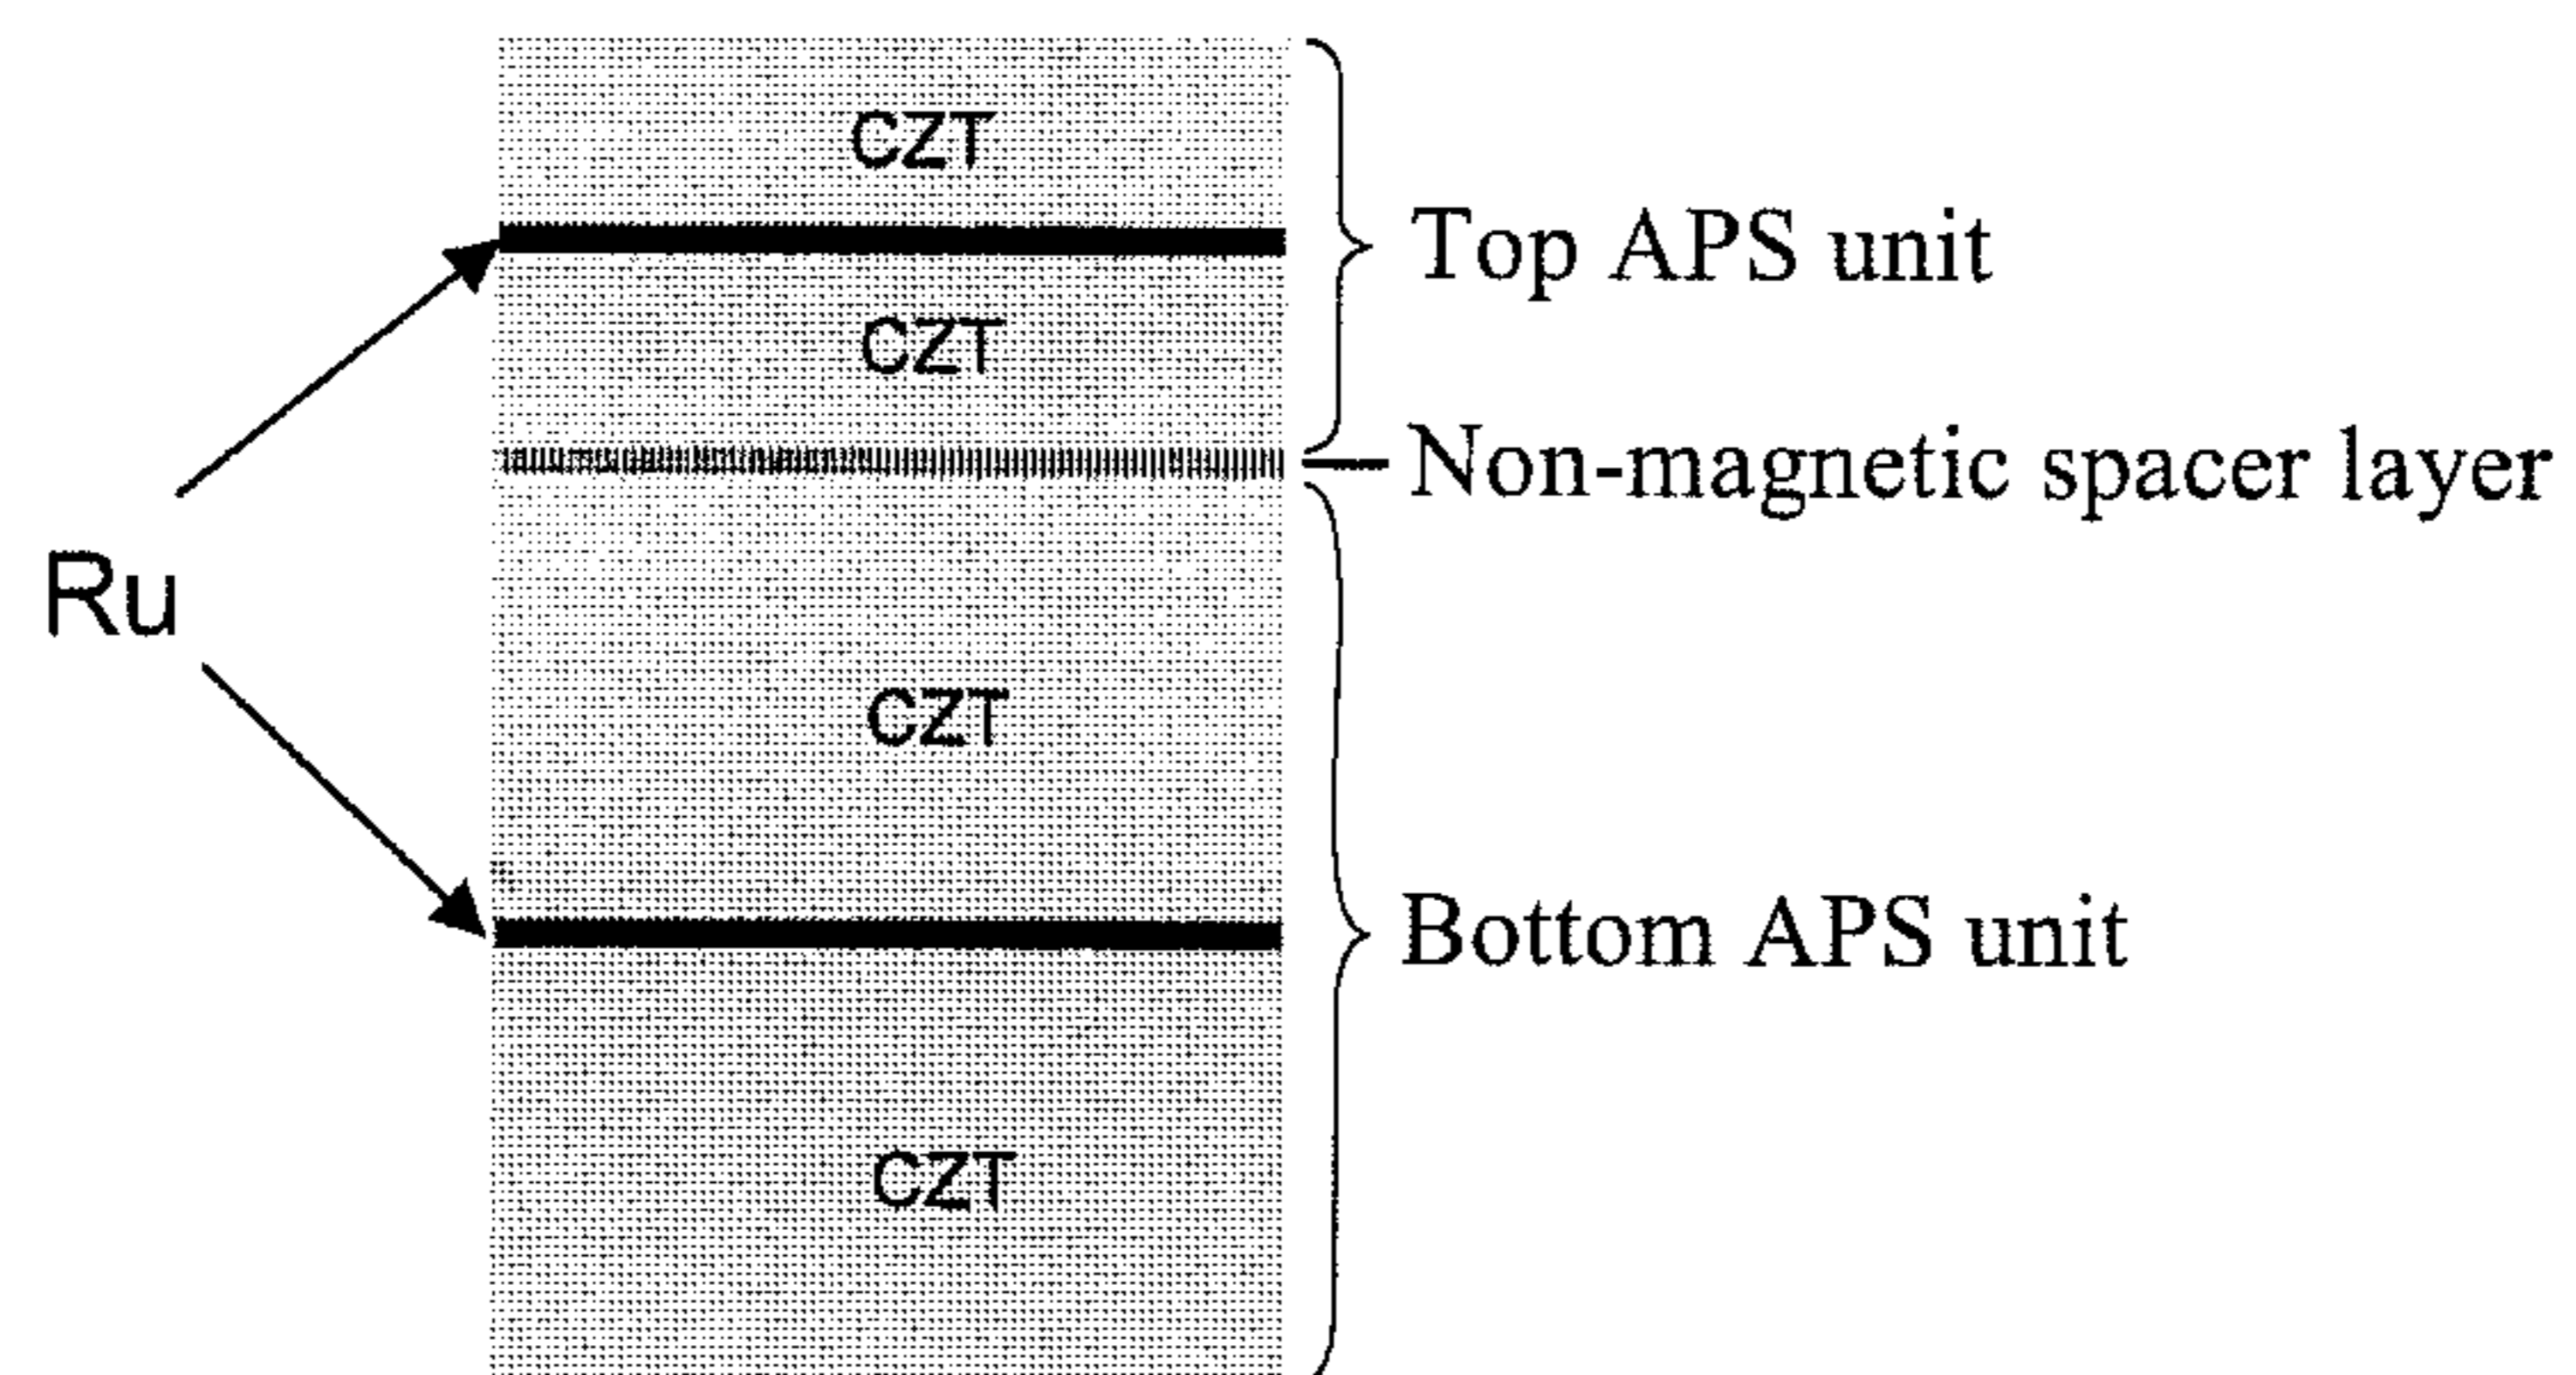 CZT
Top APS unit
CZT
Non-magnetic spacer layer
Ru
CZT
Bottom APS unit
CZT